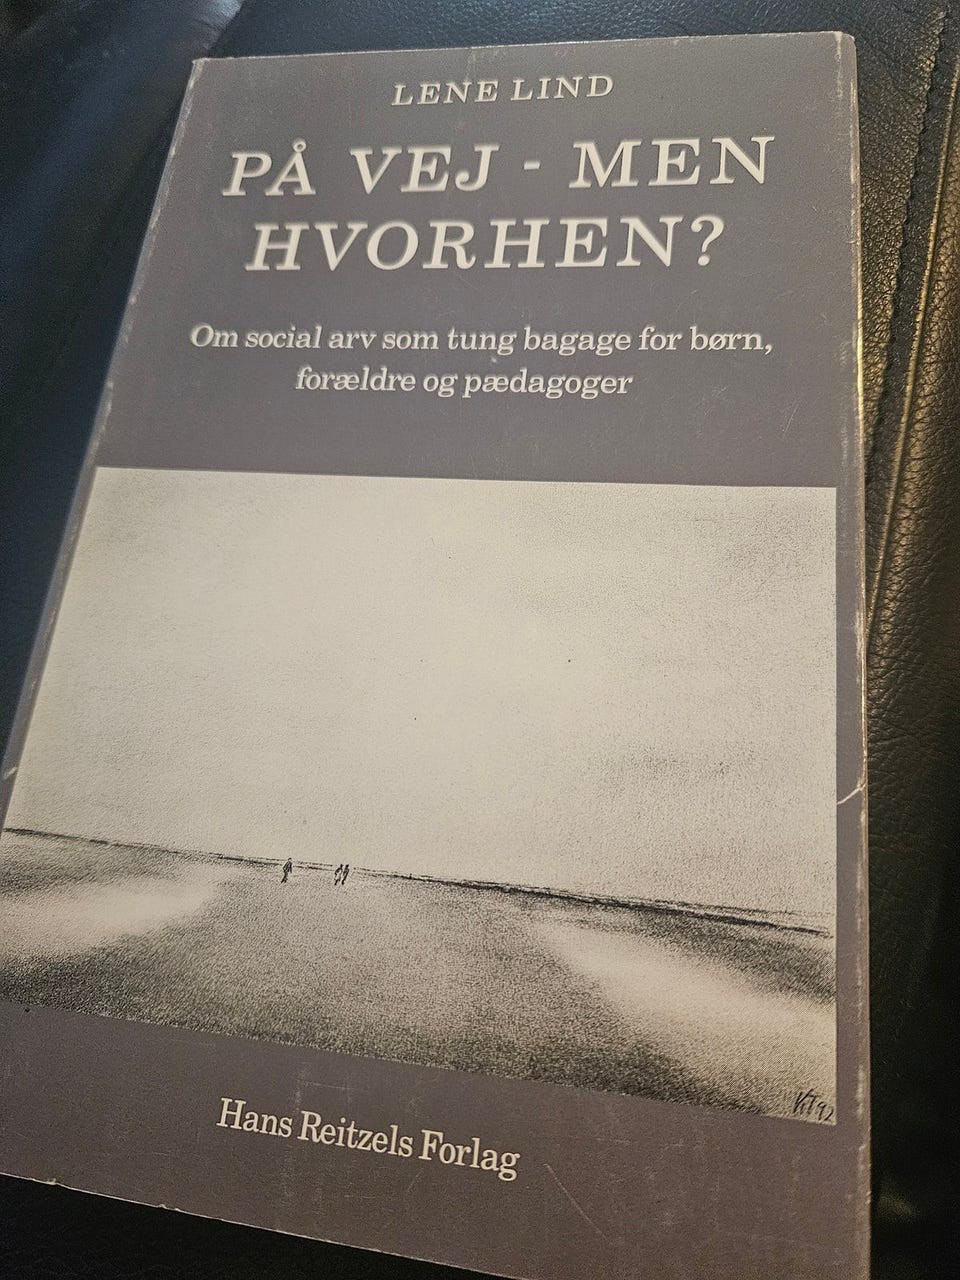 LENE LIND
PÅ VEJ - MEN
HVORHEN?
Om social arv som tung bagage for børn,
forældre og pædagoger
Hans Reitzels Forlag